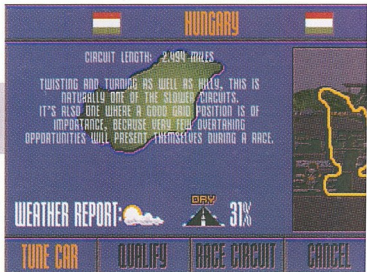 HUNGARY
CIRCUIT LENGTH: 2.494 MILES
TWISTING AND TURNING AS WELL AS HILLY, THIS IS
NATURALLY ONE OF THE SLOWER CIRCUITS.
IT'S ALSO ONE WHERE A GOOD GRID POSITION IS OF
IMPORTANCE, BECAUSE VERY FEW OVERTAKING
OPPORTUNITIES WILL PRESENT THEMSELVES DURING A RACE.
WEATHER REPORT: DRY 31%
TUNE CAR QUALIFY RACE CIRCUIT CANCEL